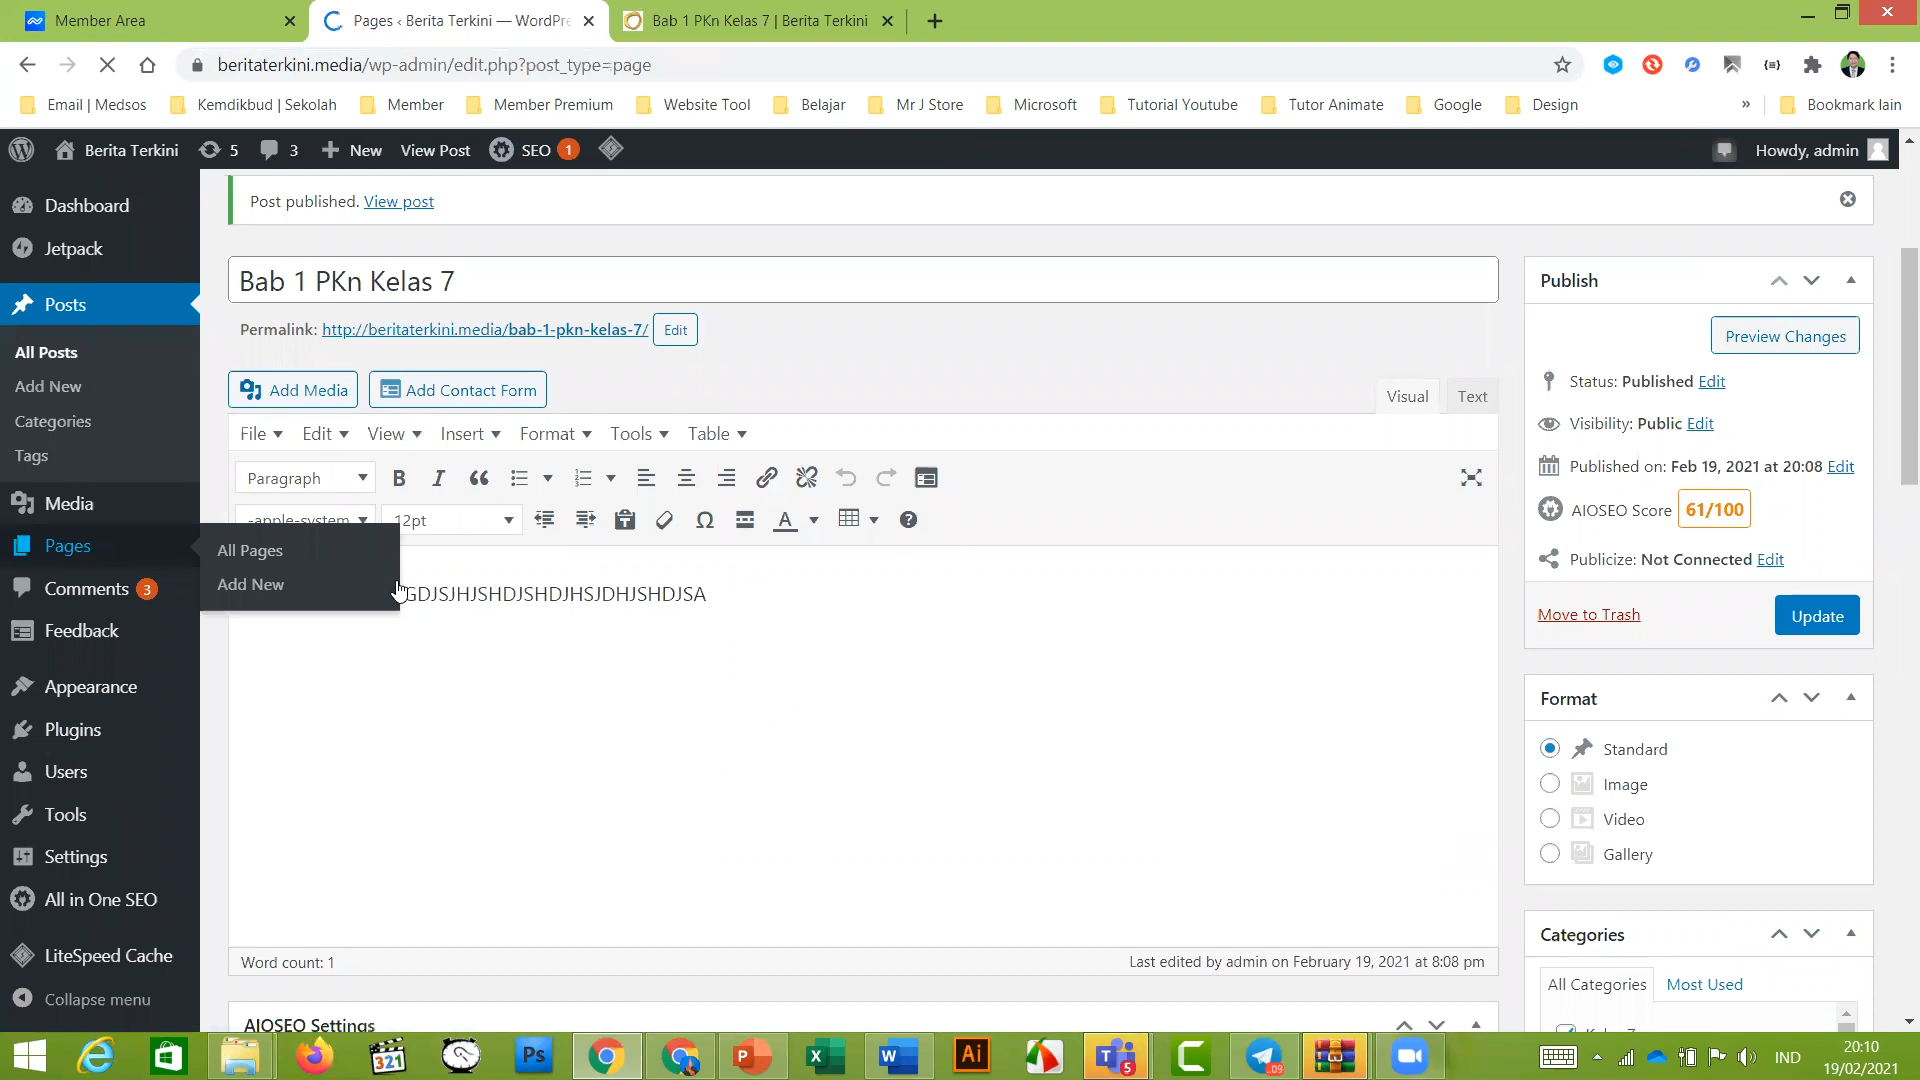 Member Area
Pages ‹ Berita Terkini — WordPre
Bab 1 PKn Kelas 7 | Berita Terkini
beritaterkini.media/wp-admin/edit.php?post_type=page
Email | Medsos
Kemdikbud | Sekolah
Member
Member Premium
Website Tool
Belajar
Mr J Store
Microsoft
Tutorial Youtube
Tutor Animate
Google
Design
»
Bookmark lain
Berita Terkini
5
3
New
View Post
SEO 1
Howdy, admin
Dashboard
Jetpack
Posts
All Posts
Add New
Categories
Tags
Media
Pages
All Pages
Add New
Comments 3
Feedback
Appearance
Plugins
Users
Tools
Settings
All in One SEO
LiteSpeed Cache
Collapse menu
Post published. View post
Bab 1 PKn Kelas 7
Permalink: http://beritaterkini.media/bab-1-pkn-kelas-7/ Edit
Add Media
Add Contact Form
Visual
Text
File
Edit
View
Insert
Format
Tools
Table
Paragraph
-apple-system
12pt
GDJSJHJSHDJSHDJHSJDHJSHDJSA
Word count: 1
Last edited by admin on February 19, 2021 at 8:08 pm
AIOSEO Settings
Publish
Preview Changes
Status: Published Edit
Visibility: Public Edit
Published on: Feb 19, 2021 at 20:08 Edit
AIOSEO Score 61/100
Publicize: Not Connected Edit
Move to Trash
Update
Format
Standard
Image
Video
Gallery
Categories
All Categories
Most Used
Kelas 7
321
Ps
Ai
5
..09
IND
20:10
19/02/2021